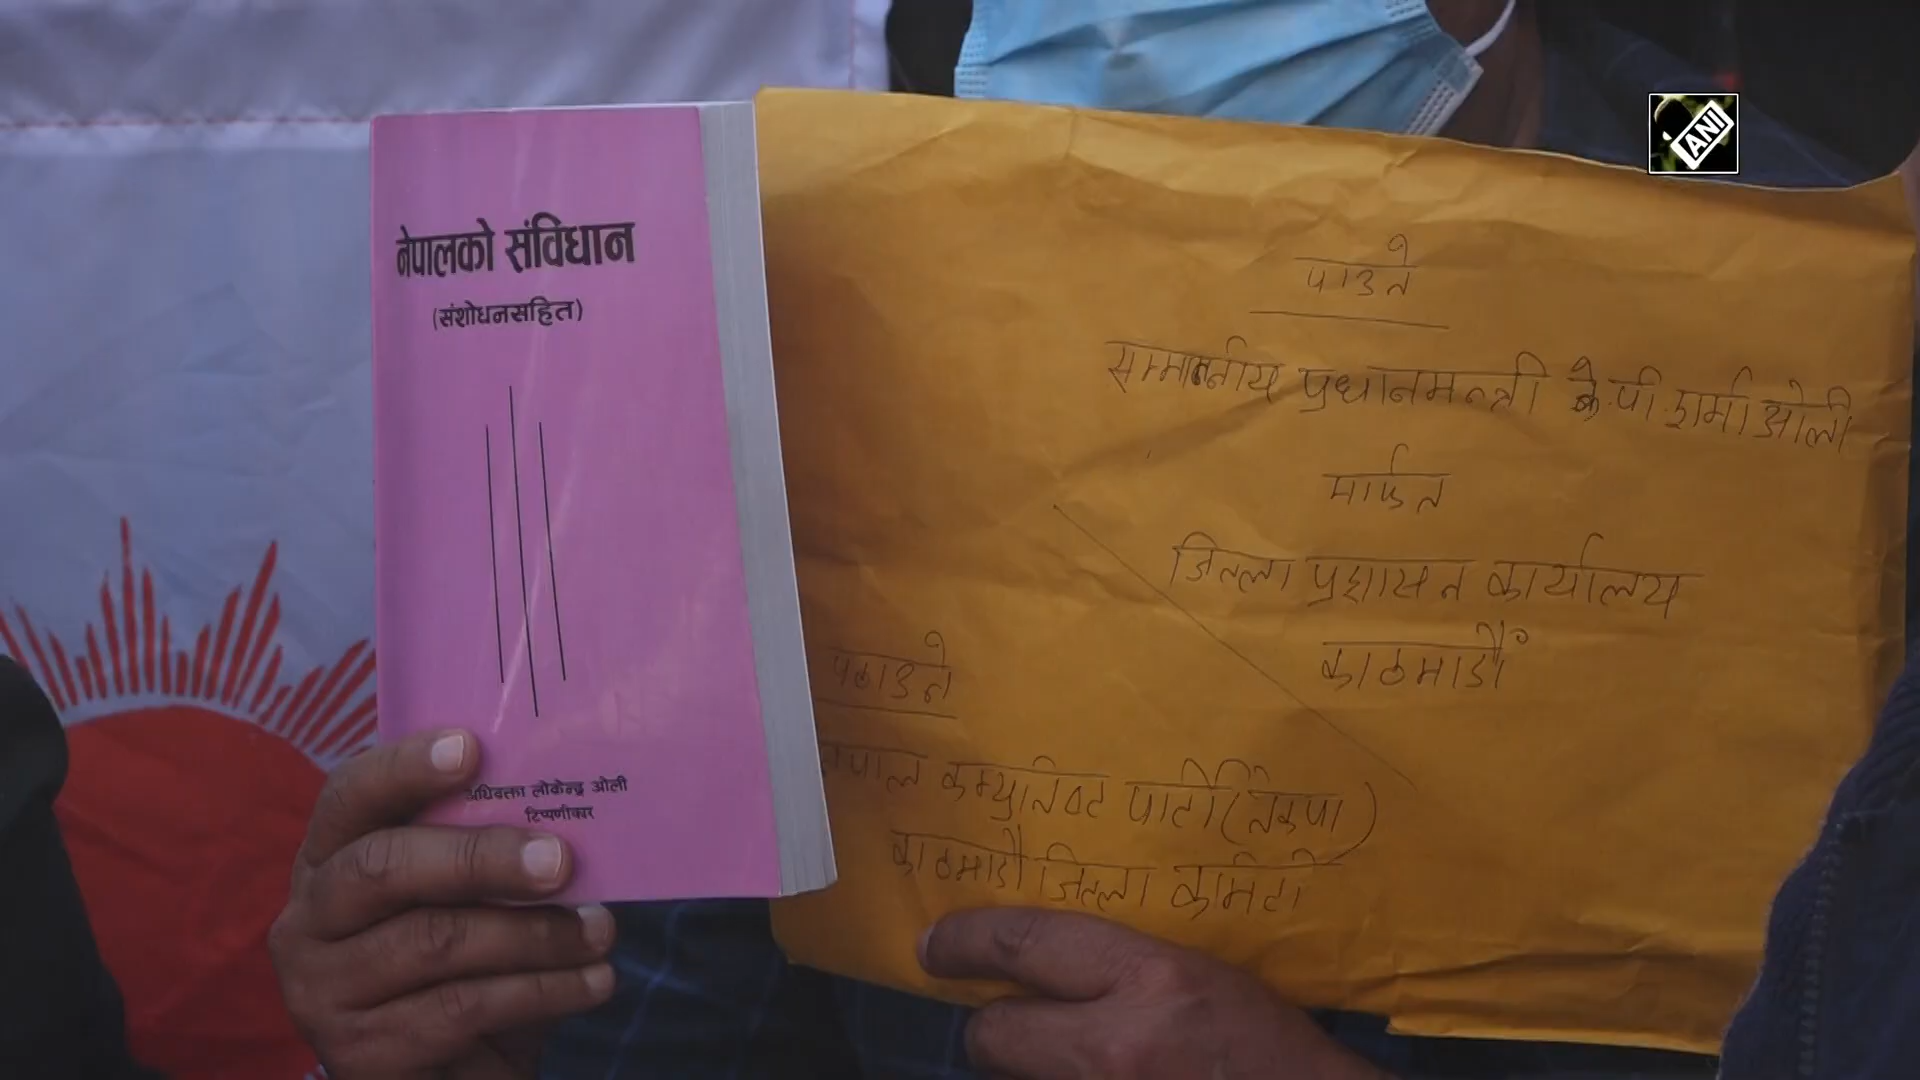 नेपालको संविधान
(संशोधनसहित)
अधिवक्ता लोकेन्द्र ओली
टिप्पणीकार
पाउने
सम्माननीय प्रधानमन्त्री के.पी.शर्मा ओली
मार्फत
जिल्ला प्रशासन कार्यालय
काठमाडौं
पठाउने
नेपाल कम्युनिष्ट पार्टी (नेकपा)
काठमाडौं जिल्ला कमिटी
ANI